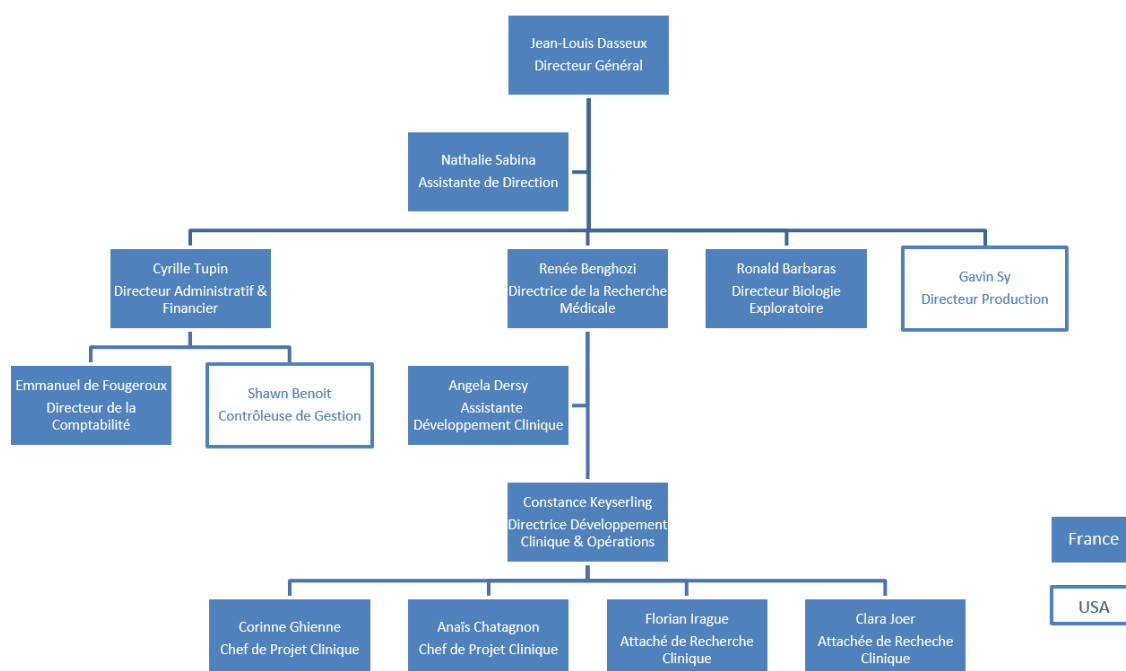 Jean-Louis Dasseux
Directeur Général
Nathalie Sabina
Assistante de Direction
Cyrille Tupin
Directeur Administratif &
Financier
Renée Benghozi
Directrice de la Recherche
Médicale
Ronald Barbaras
Directeur Biologie
Exploratoire
Gavin Sy
Directeur Production
Emmanuel de Fougeroux
Directeur de la
Comptabilité
Shawn Benoit
Contrôleuse de Gestion
Angela Dersy
Assistante
Développement Clinique
Constance Keyserling
Directrice Développement
Clinique & Opérations
France
USA
Corinne Ghienne
Chef de Projet Clinique
Anaïs Chatagnon
Chef de Projet Clinique
Florian Irague
Attaché de Recherche
Clinique
Clara Joer
Attachée de Recheche
Clinique